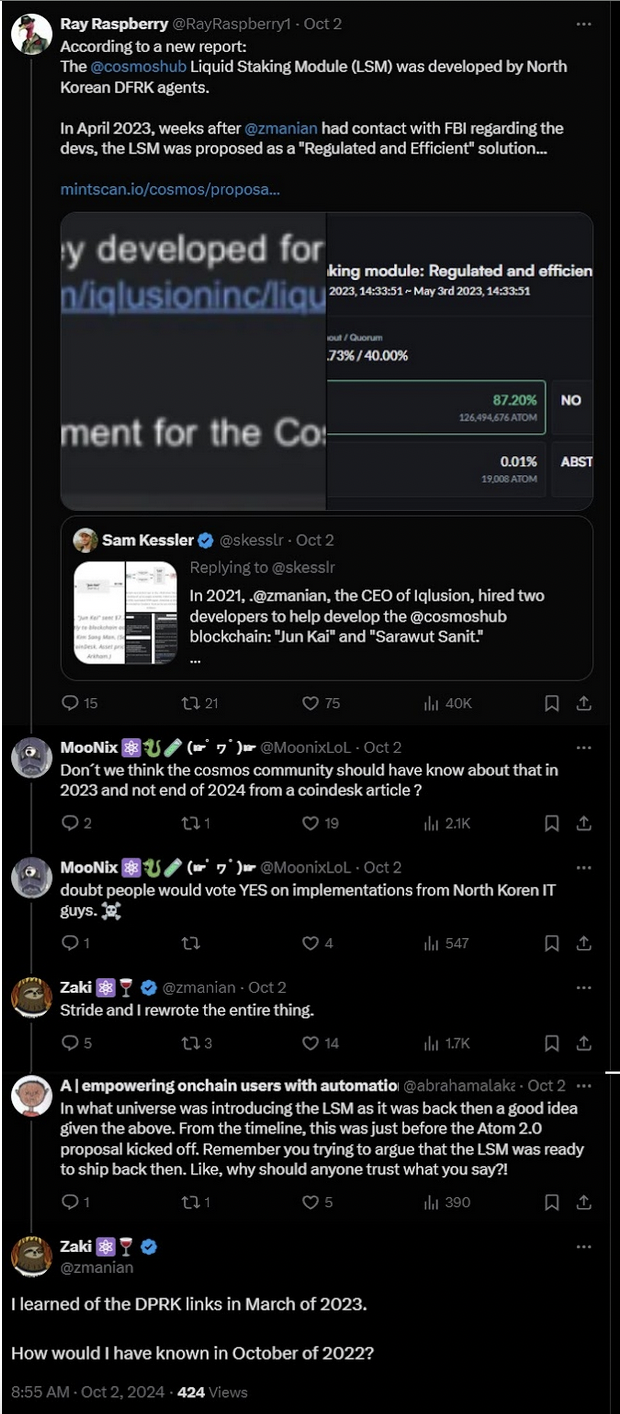 Ray Raspberry @RayRaspberry1 · Oct 2
According to a new report:
The @cosmoshub Liquid Staking Module (LSM) was developed by North
Korean DFRK agents.
In April 2023, weeks after @zmanian had contact with FBI regarding the
devs, the LSM was proposed as a "Regulated and Efficient" solution...
mintscan.io/cosmos/proposa...
y developed for
n/iqlusioninc/liqu
ment for the Co
king module: Regulated and efficien
2023, 14:33:51 ~ May 3rd 2023, 14:33:51
out / Quorum
.73% / 40.00%
87.20%
126,494,676 ATOM
NO
0.01%
19,008 ATOM
ABST
Sam Kessler @skesslr · Oct 2
Replying to @skesslr
In 2021, .@zmanian, the CEO of Iqlusion, hired two
developers to help develop the @cosmoshub
blockchain: "Jun Kai" and "Sarawut Sanit."
...
"Jun Kai" sent $7.
ly to blockchain a
Kim Sang Man. (S
Arkham.)
15 21 75 40K
MooNix ⚛️🐉🧪 (☛ﾟヮﾟ)☛ @MoonixLoL · Oct 2
Don´t we think the cosmos community should have know about that in
2023 and not end of 2024 from a coindesk article ?
2 1 19 2.1K
MooNix ⚛️🐉🧪 (☛ﾟヮﾟ)☛ @MoonixLoL · Oct 2
doubt people would vote YES on implementations from North Koren IT
guys. ☠️
1 4 547
Zaki ⚛️🍷 @zmanian · Oct 2
Stride and I rewrote the entire thing.
5 3 14 1.7K
A | empowering onchain users with automatio @abrahamalaka · Oct 2
In what universe was introducing the LSM as it was back then a good idea
given the above. From the timeline, this was just before the Atom 2.0
proposal kicked off. Remember you trying to argue that the LSM was ready
to ship back then. Like, why should anyone trust what you say?!
1 1 5 390
Zaki ⚛️🍷
@zmanian
I learned of the DPRK links in March of 2023.
How would I have known in October of 2022?
8:55 AM · Oct 2, 2024 · 424 Views